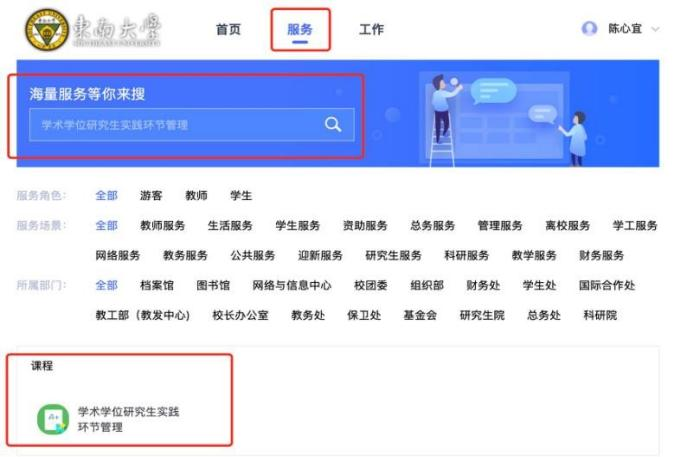 東南大學
SOUTHEAST UNIVERSITY
首页 服务 工作 陈心宜
海量服务等你来搜
学术学位研究生实践环节管理
服务角色： 全部 游客 教师 学生
服务场景： 全部 教师服务 生活服务 学生服务 资助服务 总务服务 管理服务 离校服务 学工服务
网络服务 教务服务 公共服务 迎新服务 研究生服务 科研服务 教学服务 财务服务
所属部门： 全部 档案馆 图书馆 网络与信息中心 校团委 组织部 财务处 学生处 国际合作处
教工部（教发中心) 校长办公室 教务处 保卫处 基金会 研究生院 总务处 科研院
课程
A+
学术学位研究生实践
环节管理